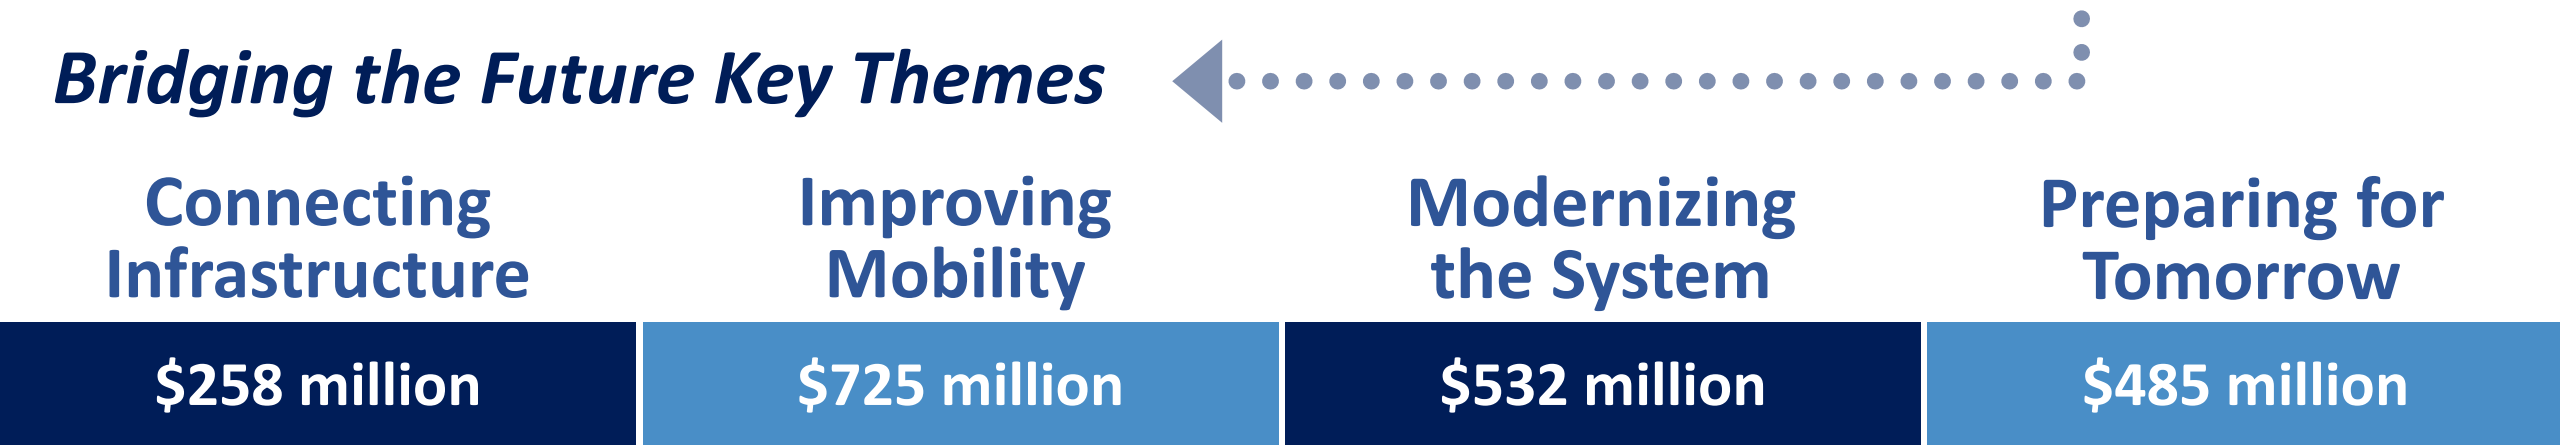 Bridging the Future Key Themes
Connecting
Infrastructure
$258 million
Improving
Mobility
$725 million
Modernizing
the System
$532 million
Preparing for
Tomorrow
$485 million